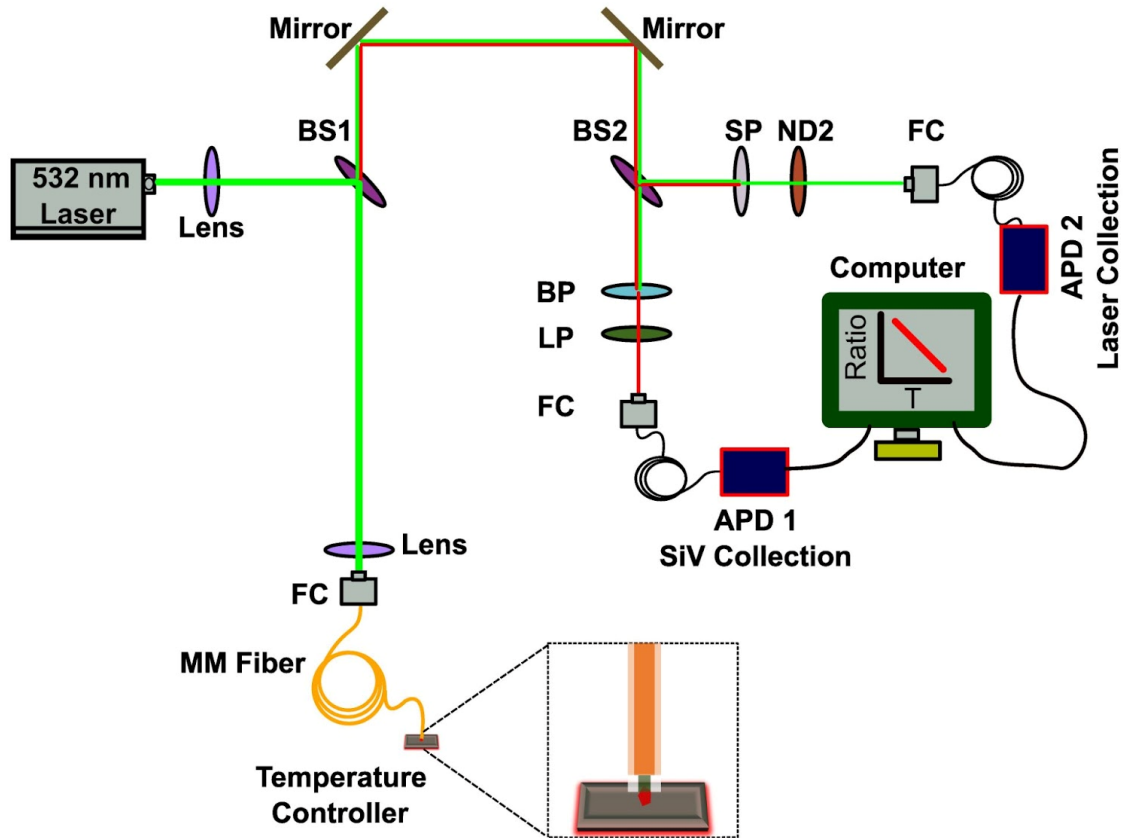 Mirror
Mirror
BS1
BS2
SP
ND2
FC
532 nm
Laser
Lens
Computer
APD 2
Laser Collection
BP
LP
Ratio
T
FC
APD 1
SiV Collection
Lens
FC
MM Fiber
Temperature
Controller